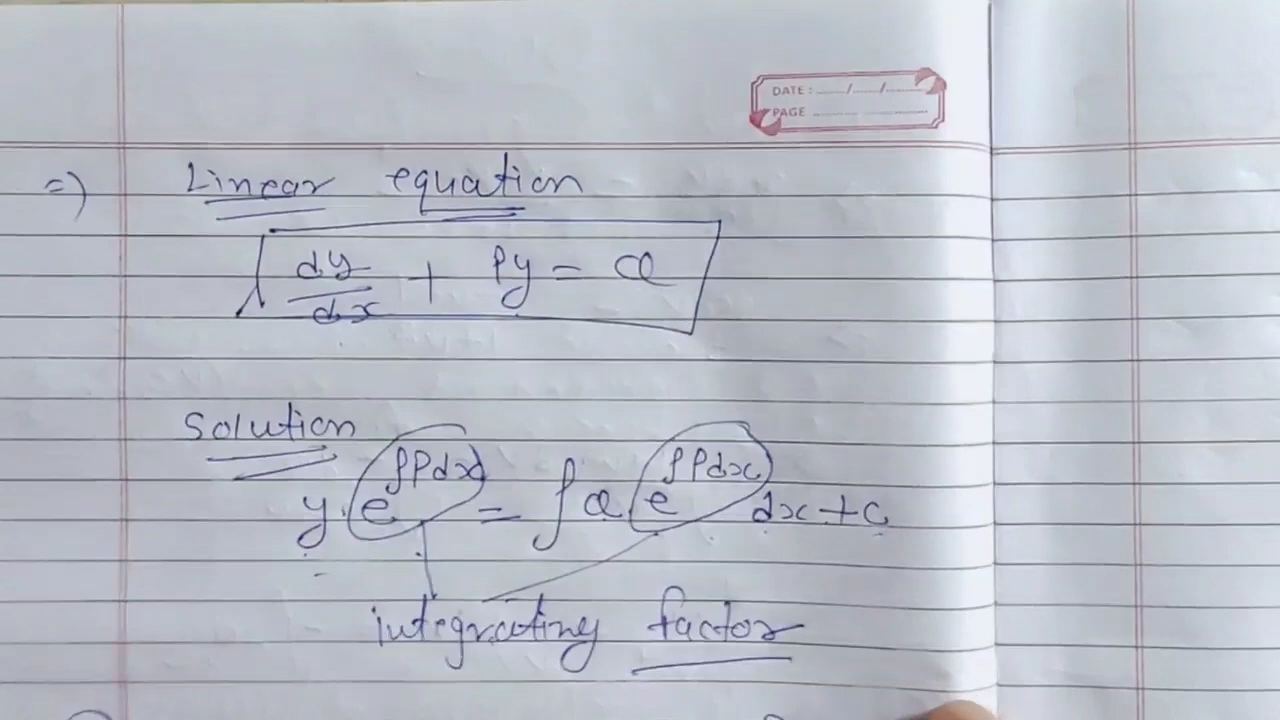 DATE : ....../....../............
PAGE ..............................
=) Linear equation
dy/dx + Py = Q
Solution
y. e^∫Pdx = ∫Q. e^∫Pdx dx + c
integrating factor